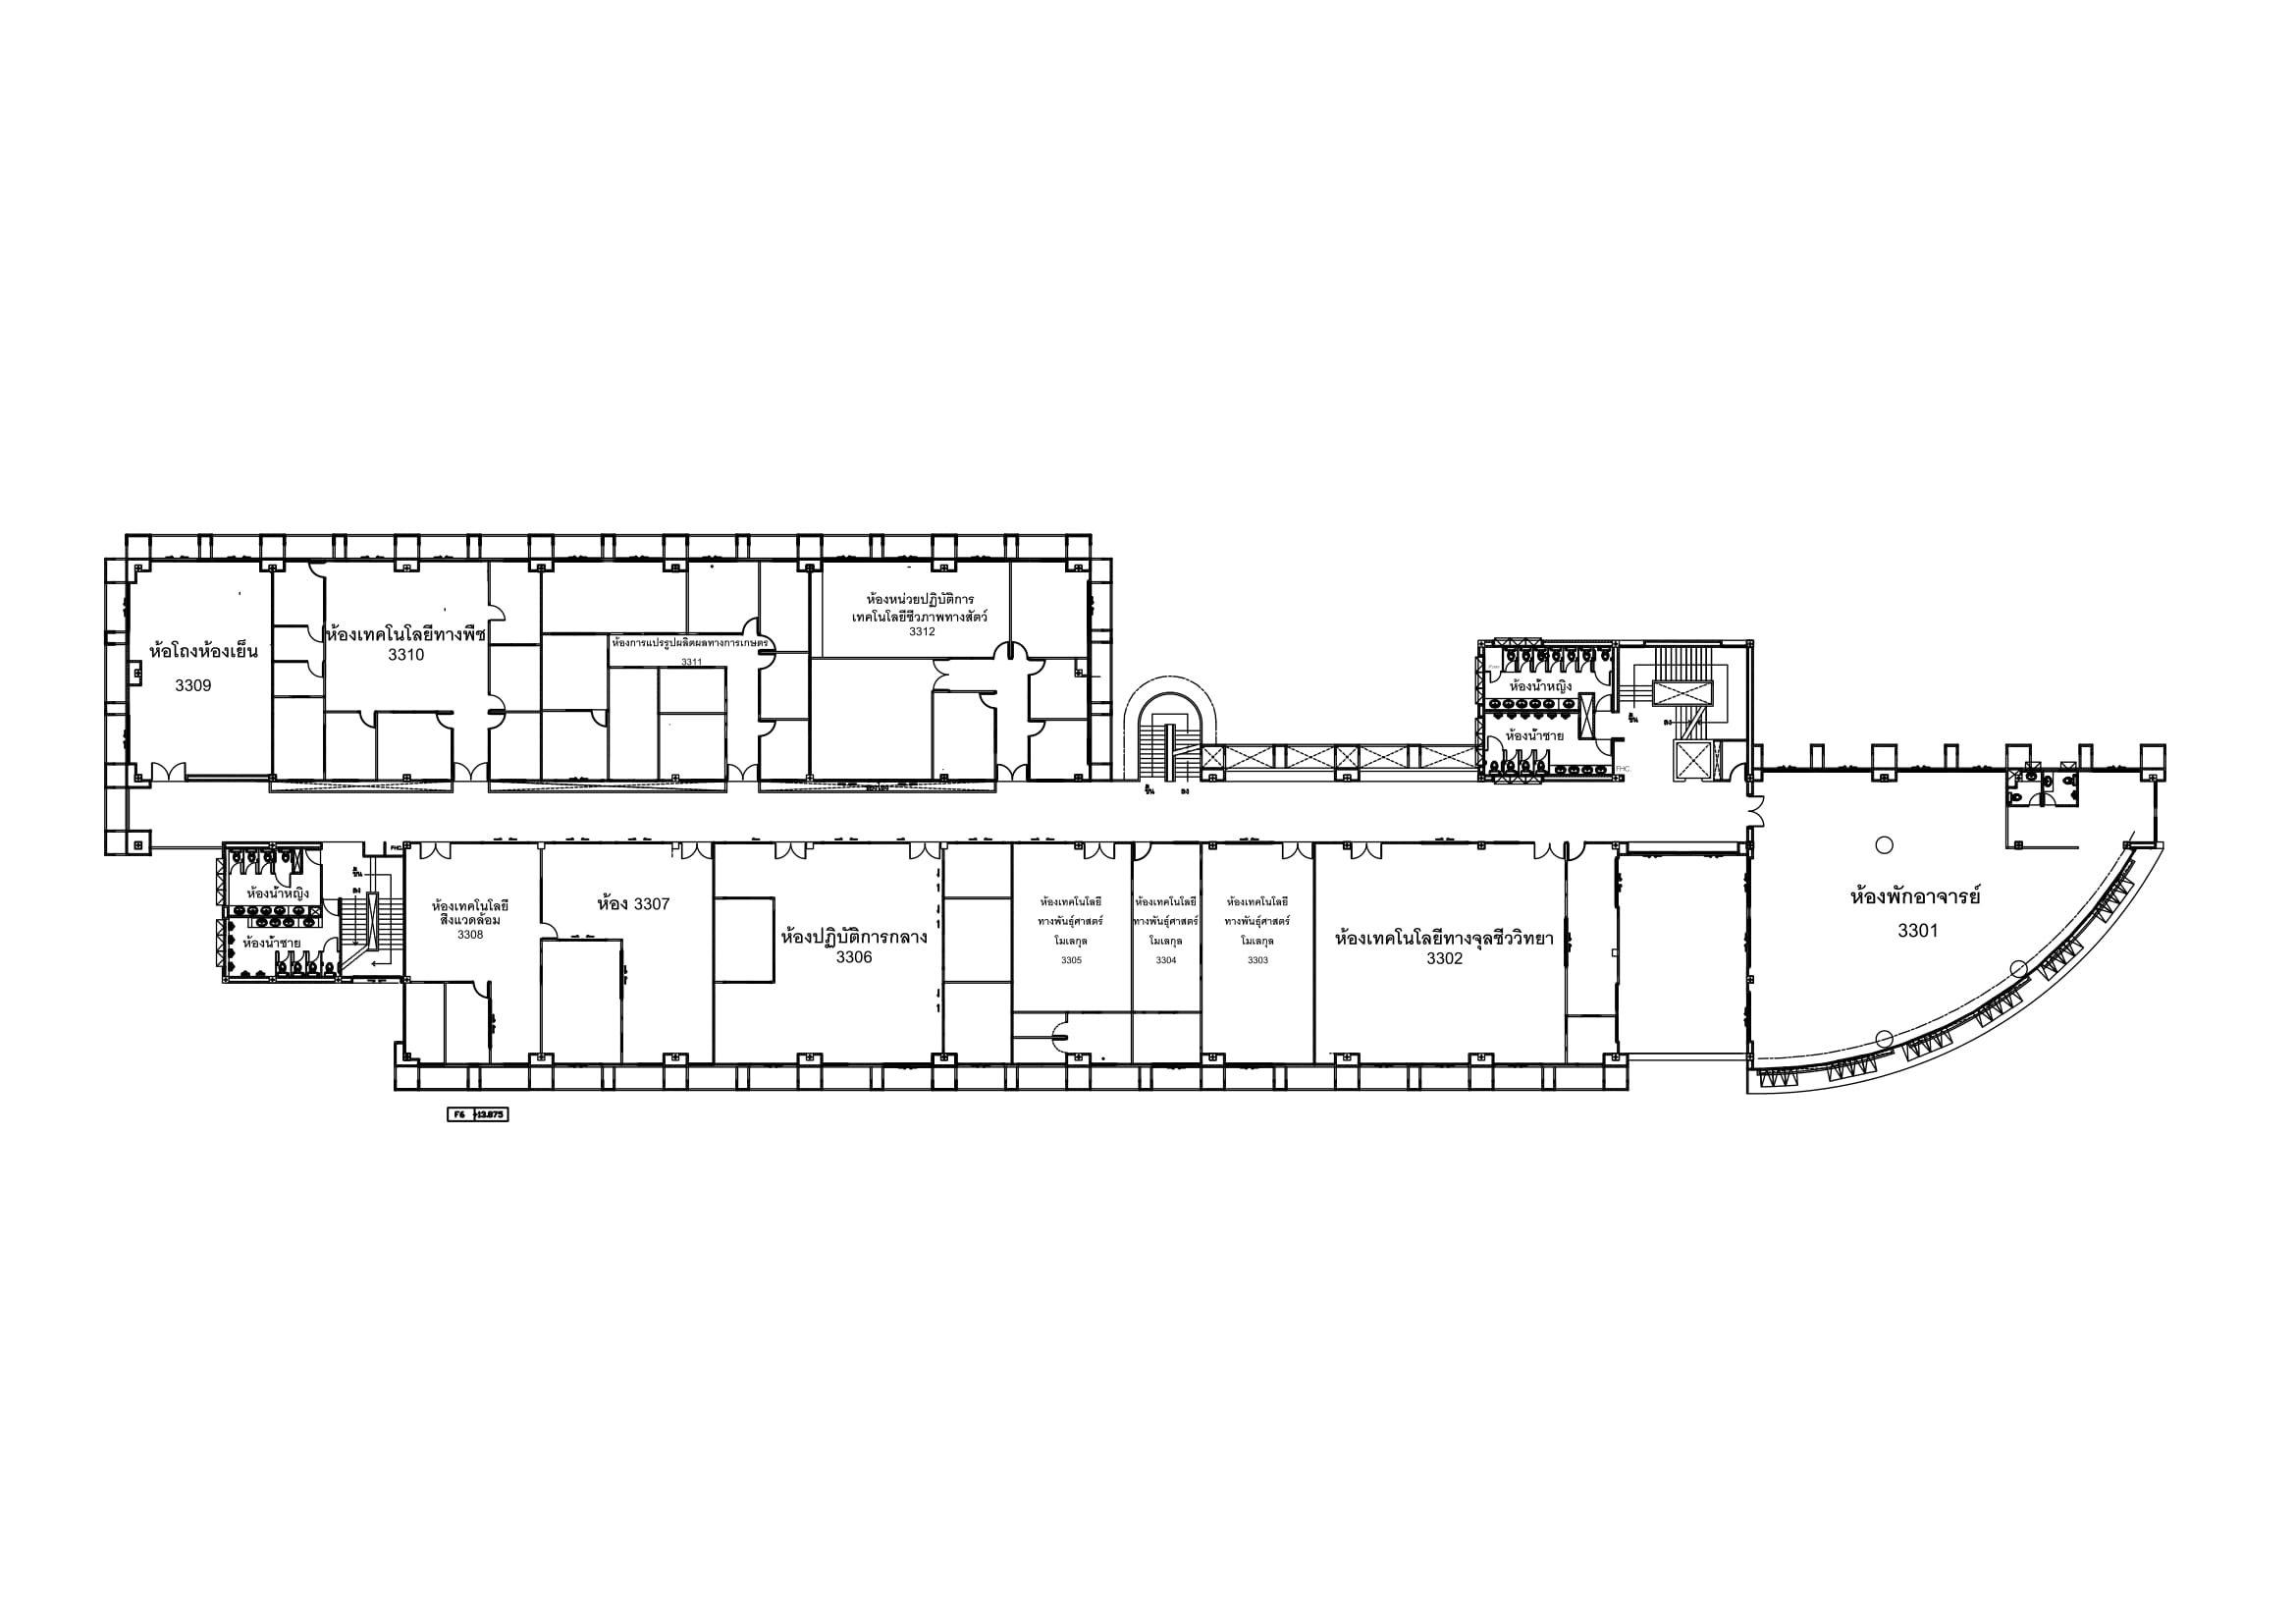 ห้องหน่วยปฏิบัติการ
เทคโนโลยีชีวภาพทางสัตว์
3312
ห้องเทคโนโลยีทางพืช
3310
ห้องการแปรรูปผลิตผลทางการเกษตร
3311
ห้อโถงห้องเย็น
3309
ห้องน้ำหญิง
ห้องน้ำชาย
ขึ้น
ลง
FHC.
ขึ้น
ลง
FHC.
ขึ้น
ลง
ห้องน้ำหญิง
ห้องน้ำชาย
ห้องเทคโนโลยี
สิ่งแวดล้อม
3308
ห้อง 3307
ห้องปฏิบัติการกลาง
3306
ห้องเทคโนโลยี
ทางพันธุ์ศาสตร์
โมเลกุล
3305
ห้องเทคโนโลยี
ทางพันธุ์ศาสตร์
โมเลกุล
3304
ห้องเทคโนโลยี
ทางพันธุ์ศาสตร์
โมเลกุล
3303
ห้องเทคโนโลยีทางจุลชีววิทยา
3302
ห้องพักอาจารย์
3301
F6 +13.875